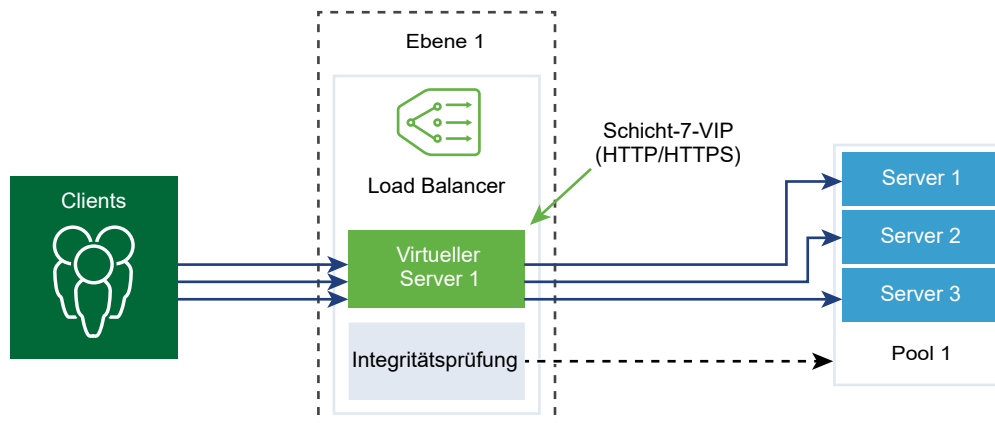 Ebene 1
Load Balancer
Schicht-7-VIP
(HTTP/HTTPS)
Clients
Virtueller
Server 1
Integritätsprüfung
Server 1
Server 2
Server 3
Pool 1